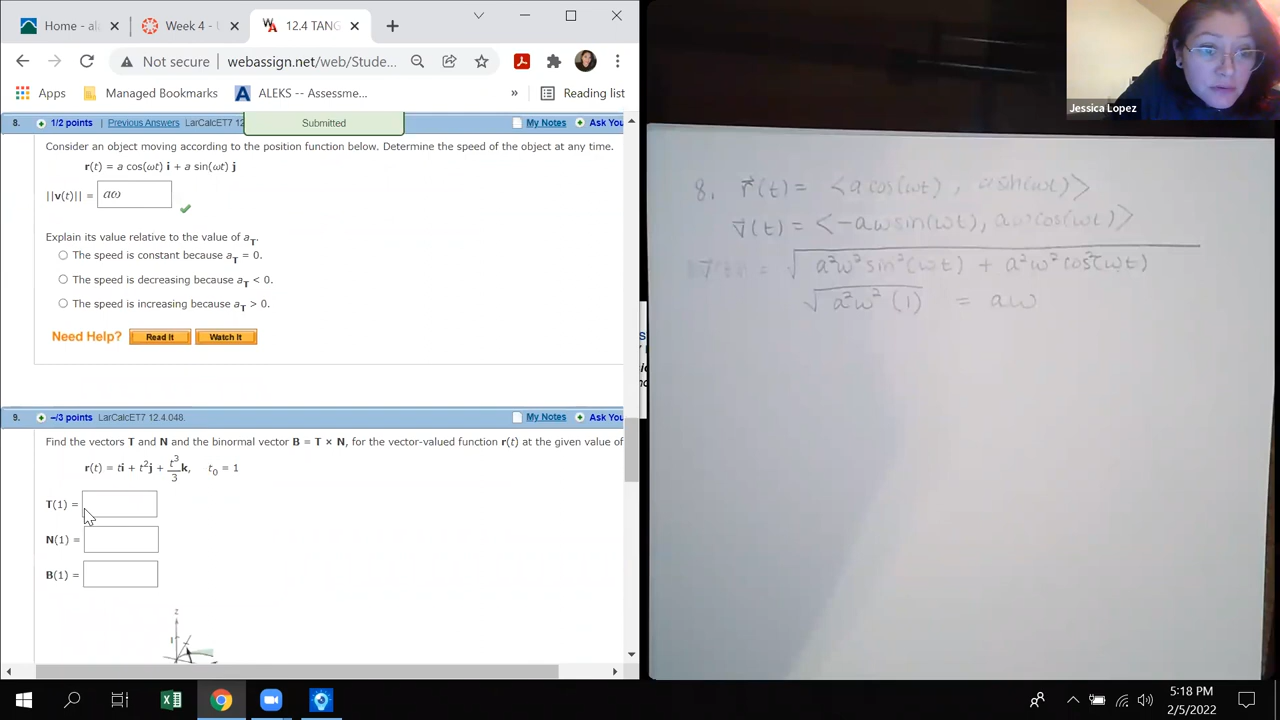 Home - al
Week 4 -
12.4 TANG
Not secure
webassign.net/web/Stude...
Apps
Managed Bookmarks
ALEKS -- Assessme...
»
Reading list
8.
1/2 points | Previous Answers LarCalcET7 12
Submitted
My Notes
Ask You
Consider an object moving according to the position function below. Determine the speed of the object at any time.
r(t) = a cos(ωt) i + a sin(ωt) j
||v(t)|| = aω
Explain its value relative to the value of aT.
The speed is constant because aT = 0.
The speed is decreasing because aT < 0.
The speed is increasing because aT > 0.
Need Help? Read It Watch It
9.
–/3 points LarCalcET7 12.4.048.
My Notes
Ask You
Find the vectors T and N and the binormal vector B = T × N, for the vector-valued function r(t) at the given value of
r(t) = ti + t²j + t³/3 k, t₀ = 1
T(1) =
N(1) =
B(1) =
z
Jessica Lopez
8. r⃗(t) = <a cos(ωt), a sin(ωt)>
v⃗(t) = <-aω sin(ωt), aω cos(ωt)>
= √a²ω² sin²(ωt) + a²ω² cos²(ωt)
√a²ω² (1) = aω
5:18 PM
2/5/2022